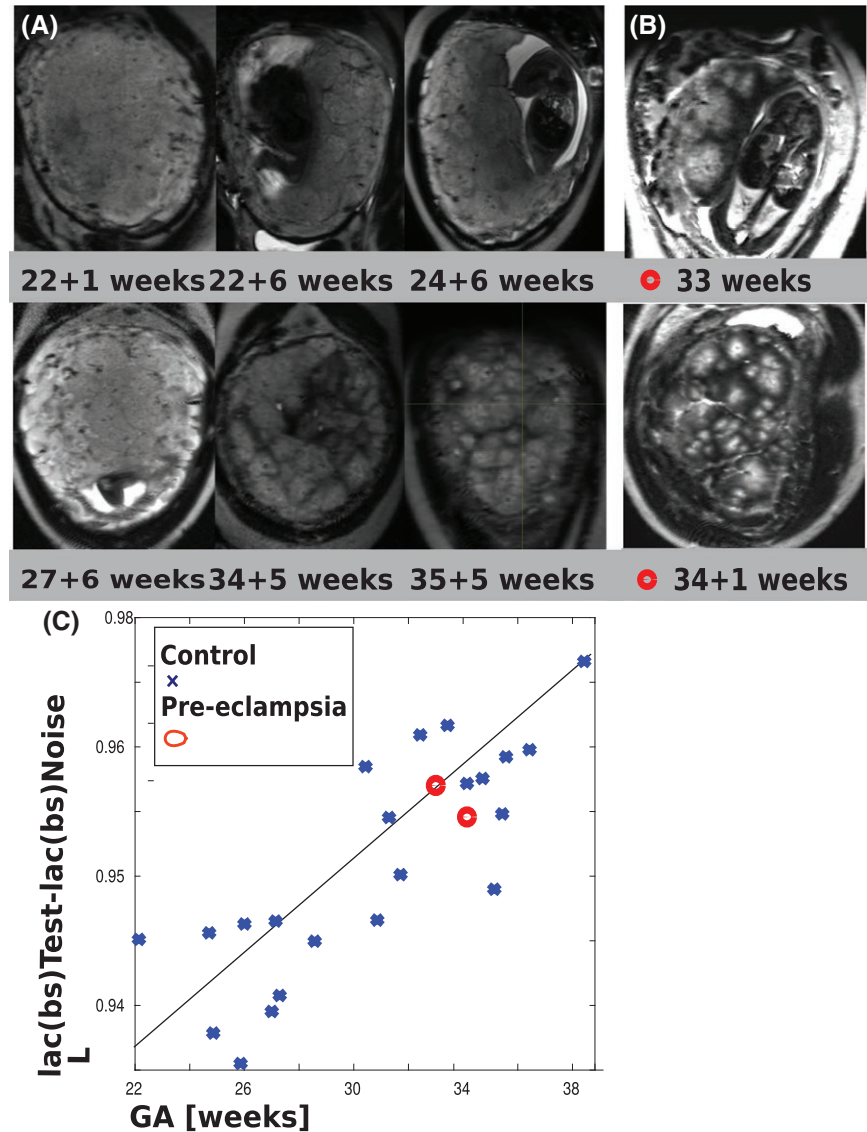 (A)
(B)
22+1 weeks 22+6 weeks 24+6 weeks
33 weeks
27+6 weeks 34+5 weeks 35+5 weeks
34+1 weeks
(C)
0.98
Control
Pre-eclampsia
0.96
0.95
0.94
lac(bs)Test-lac(bs)Noise
L
22 26 30 34 38
GA [weeks]